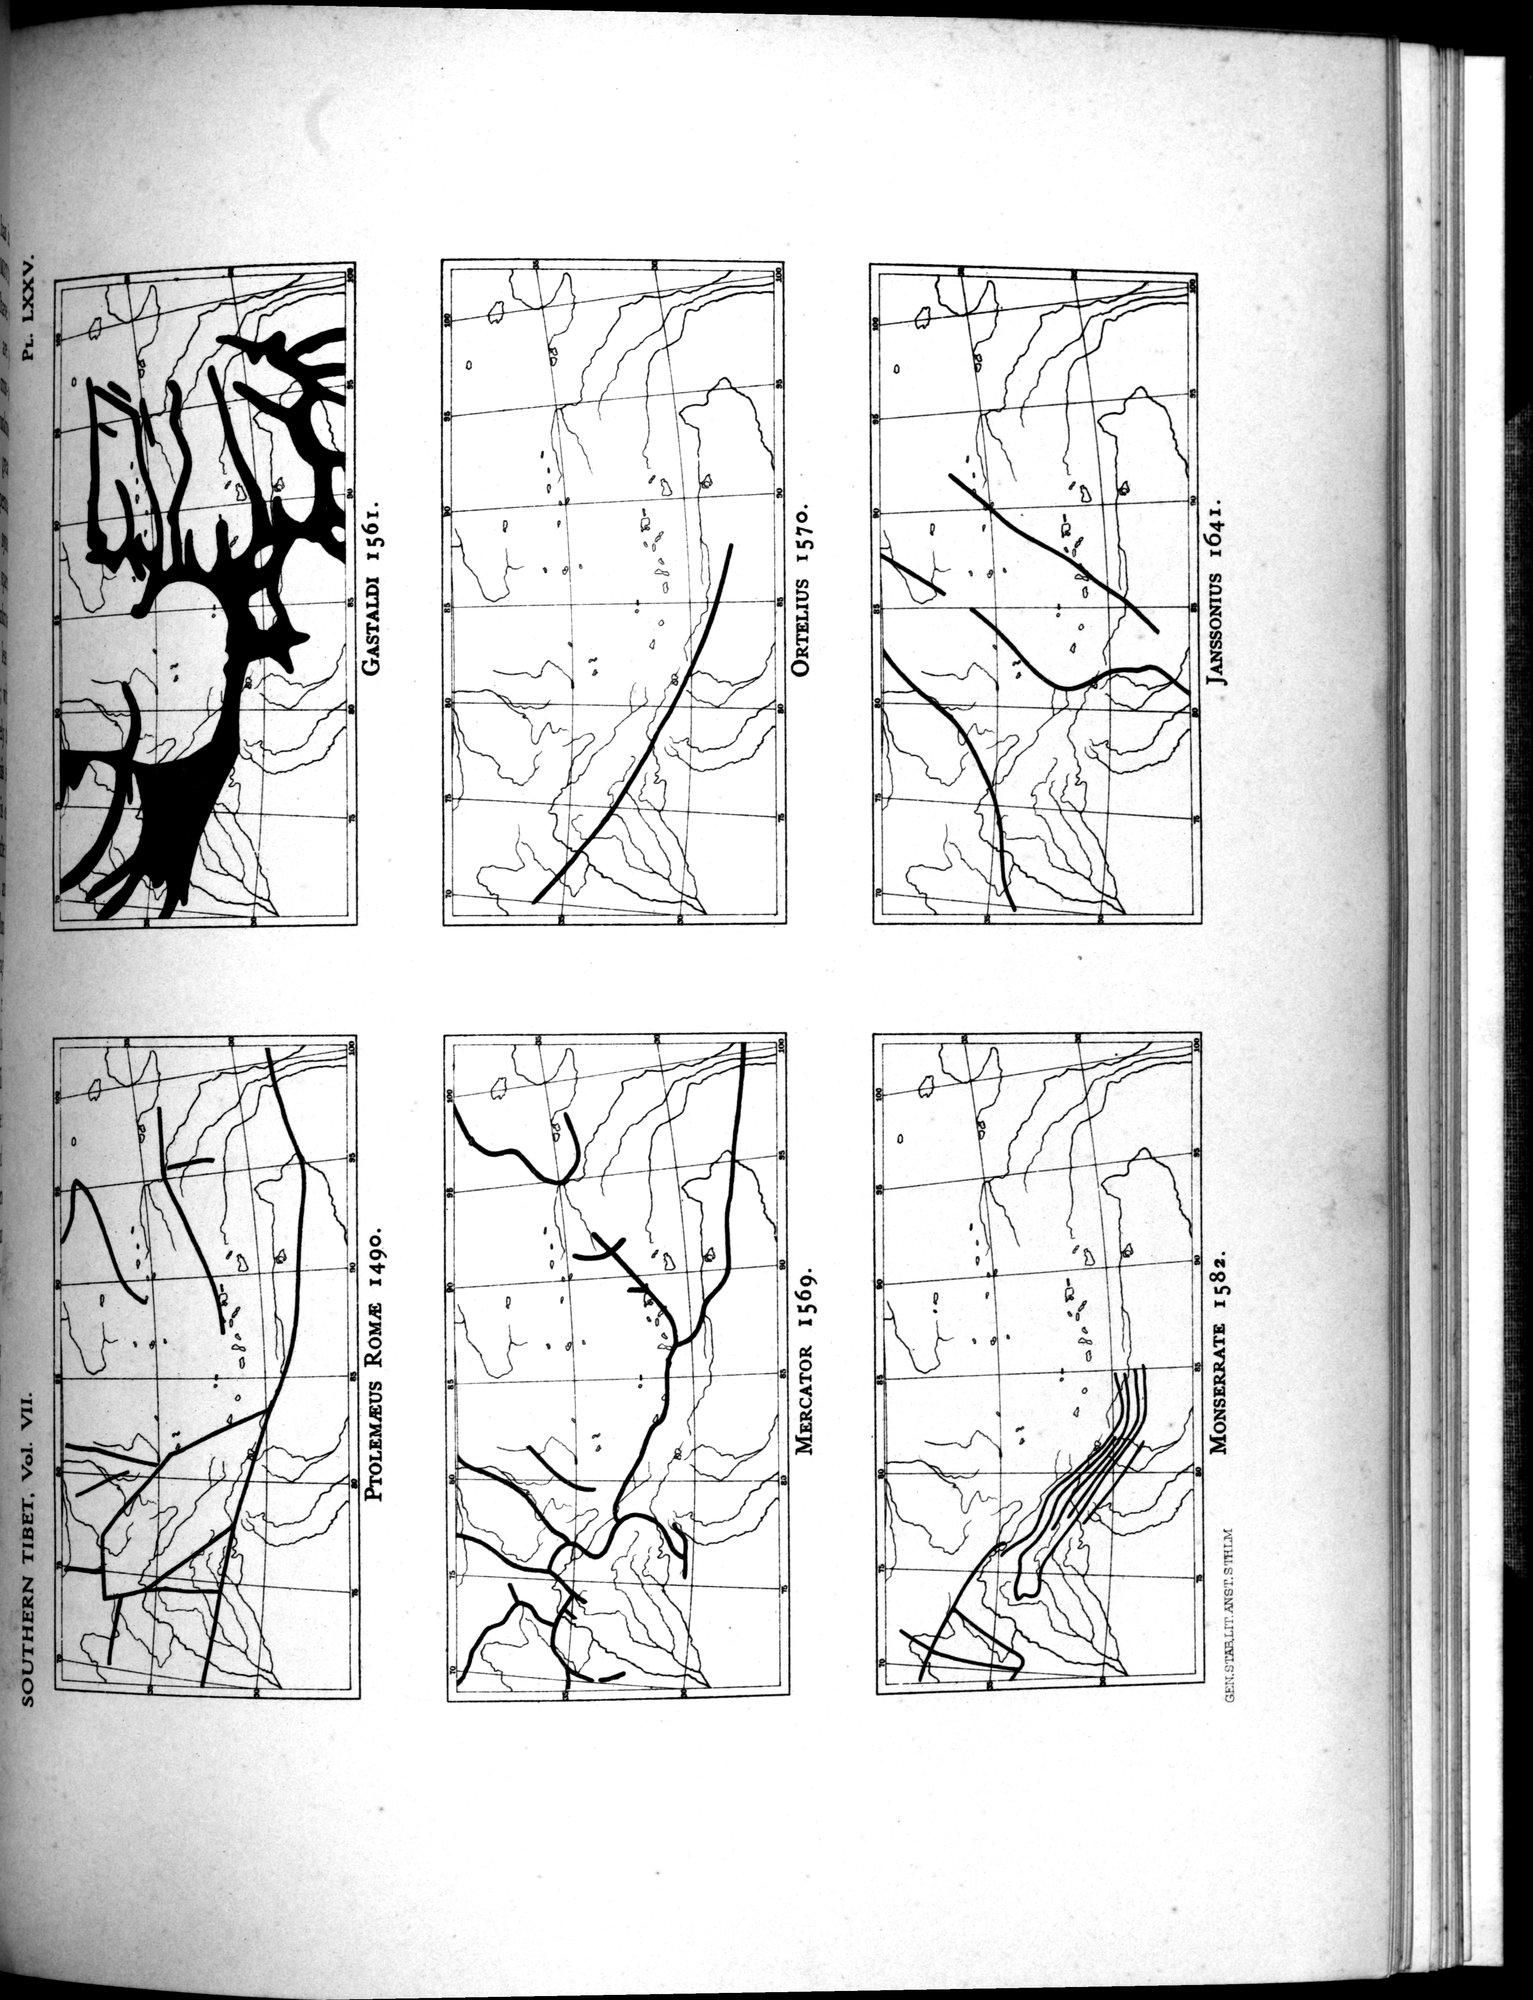 SOUTHERN TIBET, Vol. VII.
PL. LXXV.
PTOLEMÆUS ROMÆ 1490.
GASTALDI 1561.
MERCATOR 1569.
ORTELIUS 1570.
MONSERRATE 1582.
JANSSONIUS 1641.
GEN. STAB. LIT. ANST. STHLM